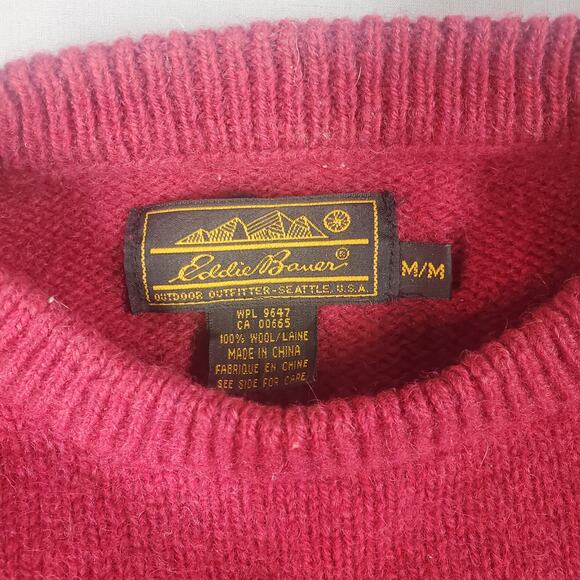 Eddie Bauer®
OUTDOOR OUTFITTER-SEATTLE, U.S.A.
M/M
WPL 9647
CA 00665
100% WOOL/LAINE
MADE IN CHINA
FABRIQUE EN CHINE
SEE SIDE FOR CARE